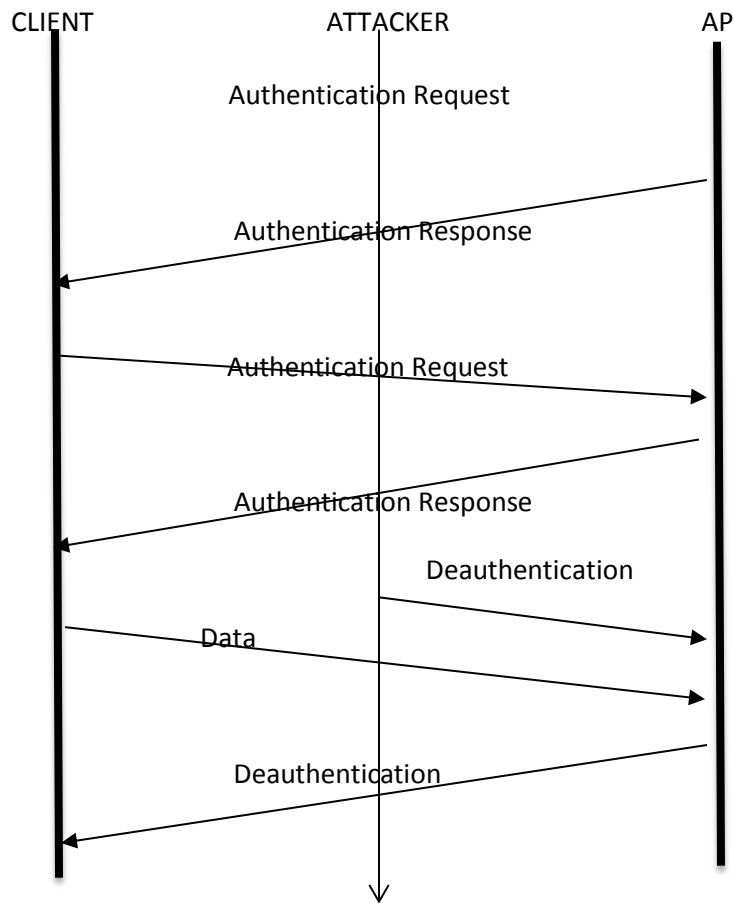 CLIENT ATTACKER AP
Authentication Request
Authentication Response
Authentication Request
Authentication Response
Deauthentication
Data
Deauthentication